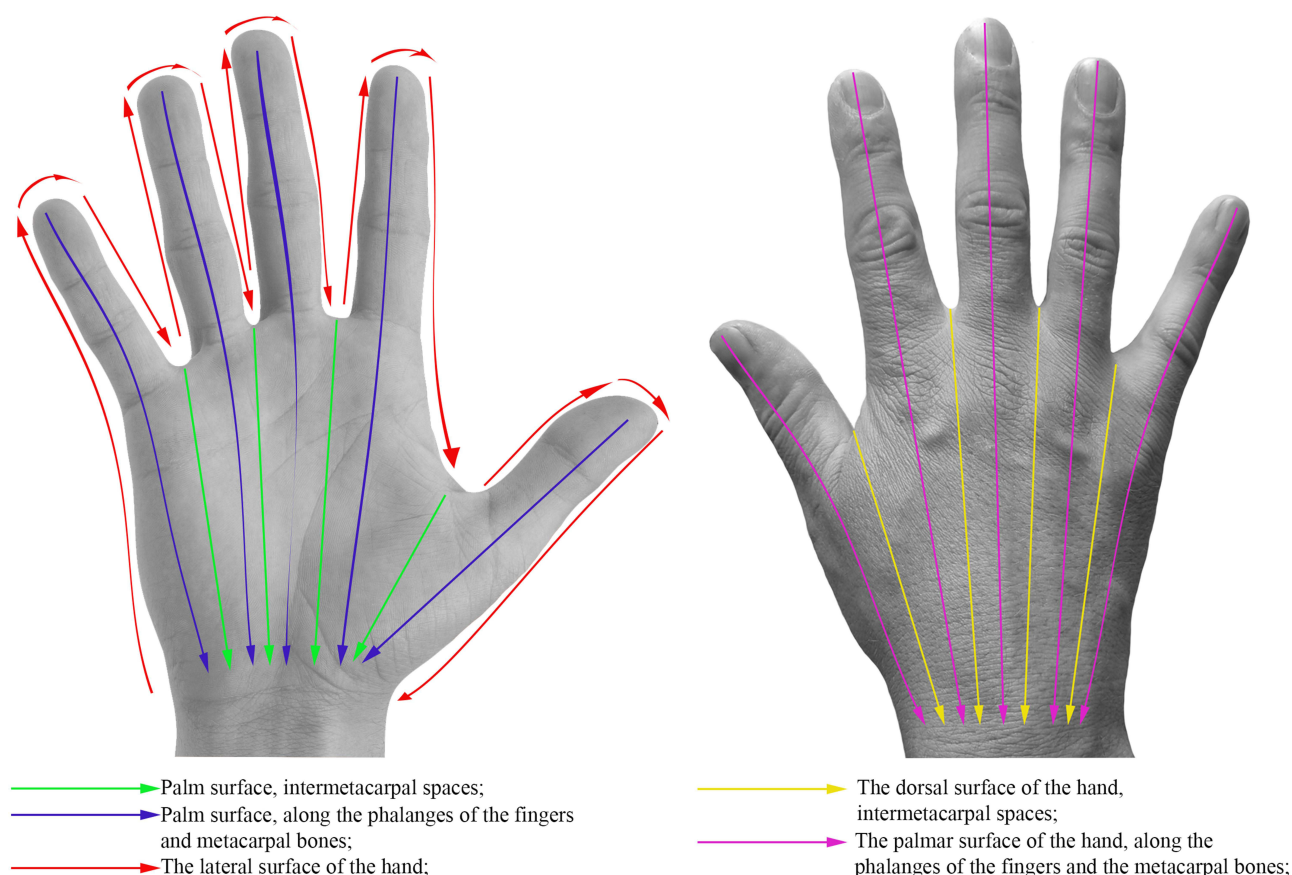 Palm surface, intermetacarpal spaces;
Palm surface, along the phalanges of the fingers
and metacarpal bones;
The lateral surface of the hand;
The dorsal surface of the hand,
intermetacarpal spaces;
The palmar surface of the hand, along the
phalanges of the fingers and the metacarpal bones;